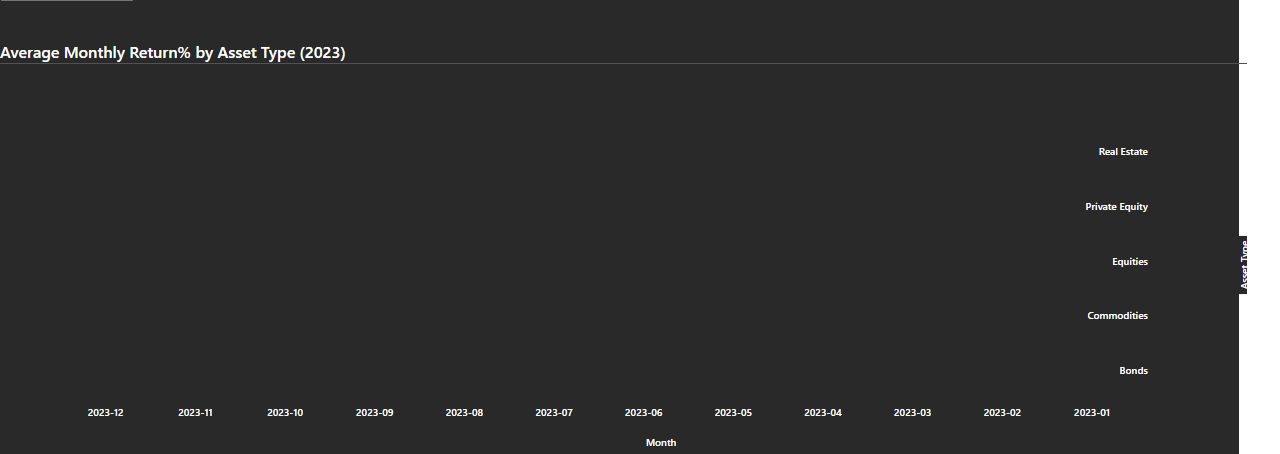 Average Monthly Return% by Asset Type (2023)
Real Estate
Private Equity
Equities
Asset Type
Commodities
Bonds
2023-12 2023-11 2023-10 2023-09 2023-08 2023-07 2023-06 2023-05 2023-04 2023-03 2023-02 2023-01
Month